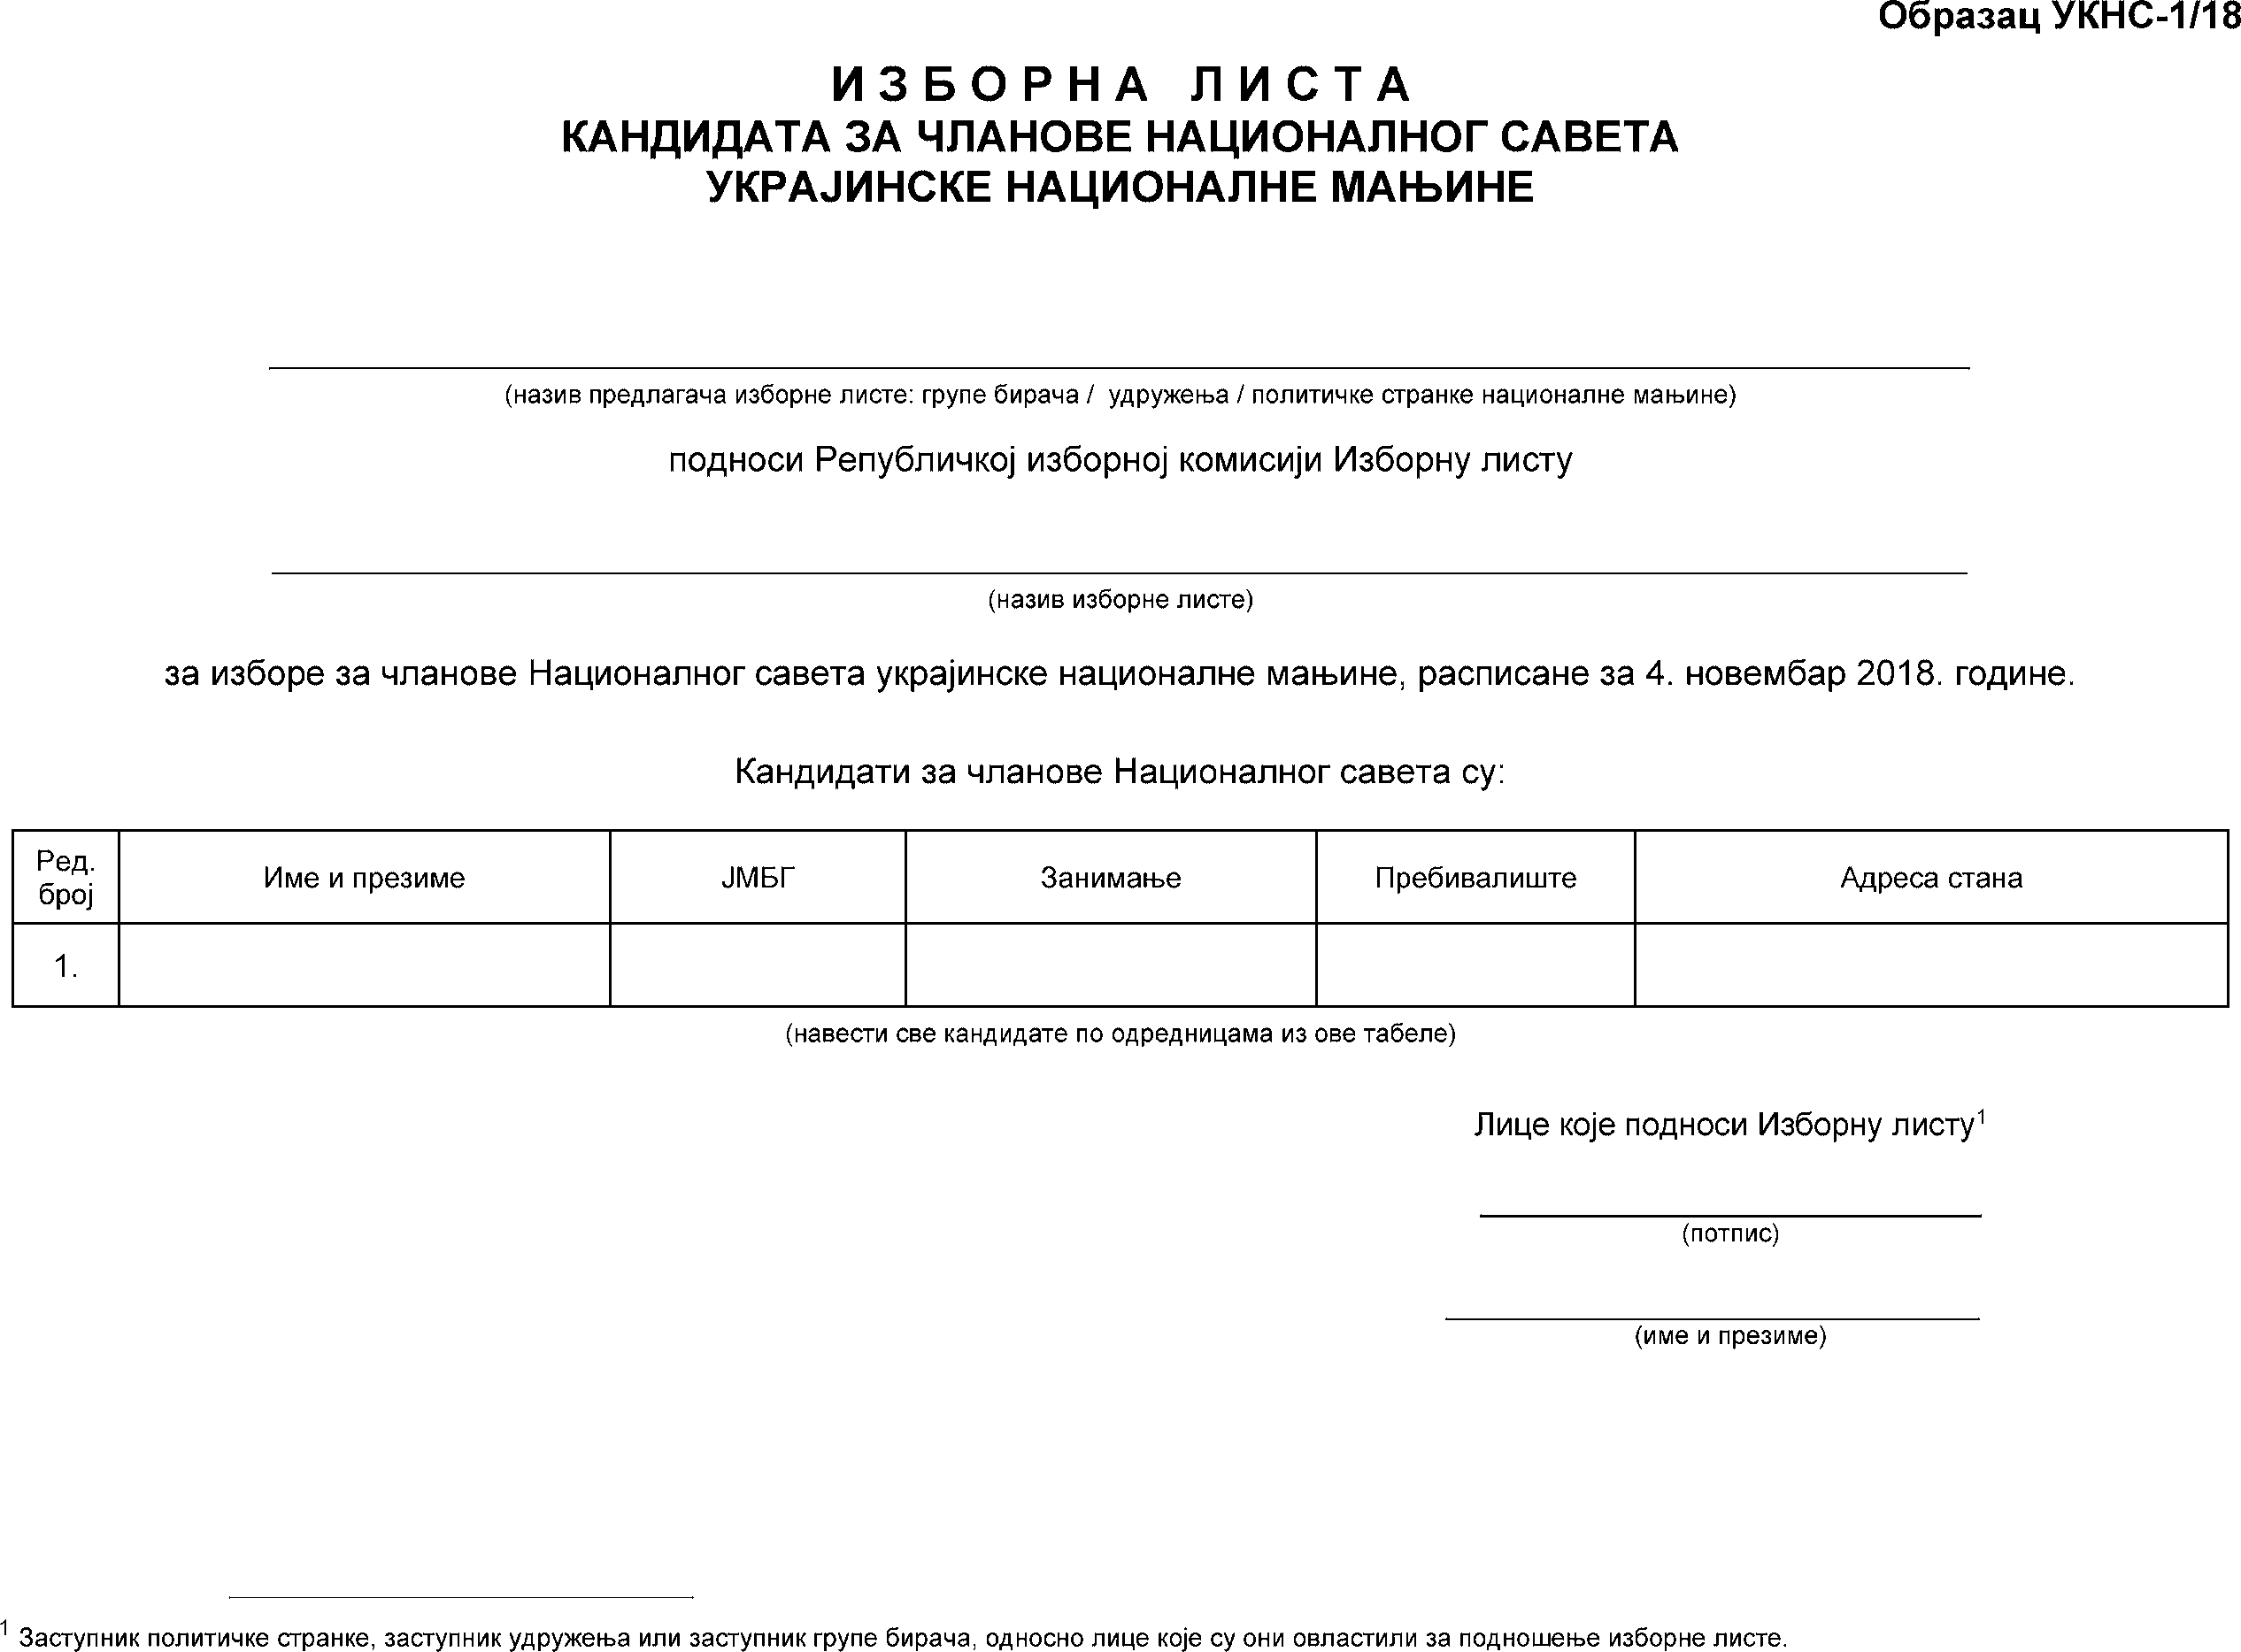 Образац УКНС-1/18
И З Б О Р Н А   Л И С Т А
КАНДИДАТА ЗА ЧЛАНОВЕ НАЦИОНАЛНОГ САВЕТА
УКРАЈИНСКЕ НАЦИОНАЛНЕ МАЊИНЕ
(назив предлагача изборне листе: групе бирача /  удружења / политичке странке националне мањине)
подноси Републичкој изборној комисији Изборну листу
(назив изборне листе)
за изборе за чланове Националног савета украјинске националне мањине, расписане за 4. новембар 2018. године.
Кандидати за чланове Националног савета су:
Ред. број	Име и презиме	ЈМБГ	Занимање	Пребивалиште	Адреса стана
1.
(навести све кандидате по одредницама из ове табеле)
Лице које подноси Изборну листу¹
(потпис)
(име и презиме)
¹ Заступник политичке странке, заступник удружења или заступник групе бирача, односно лице које су они овластили за подношење изборне листе.